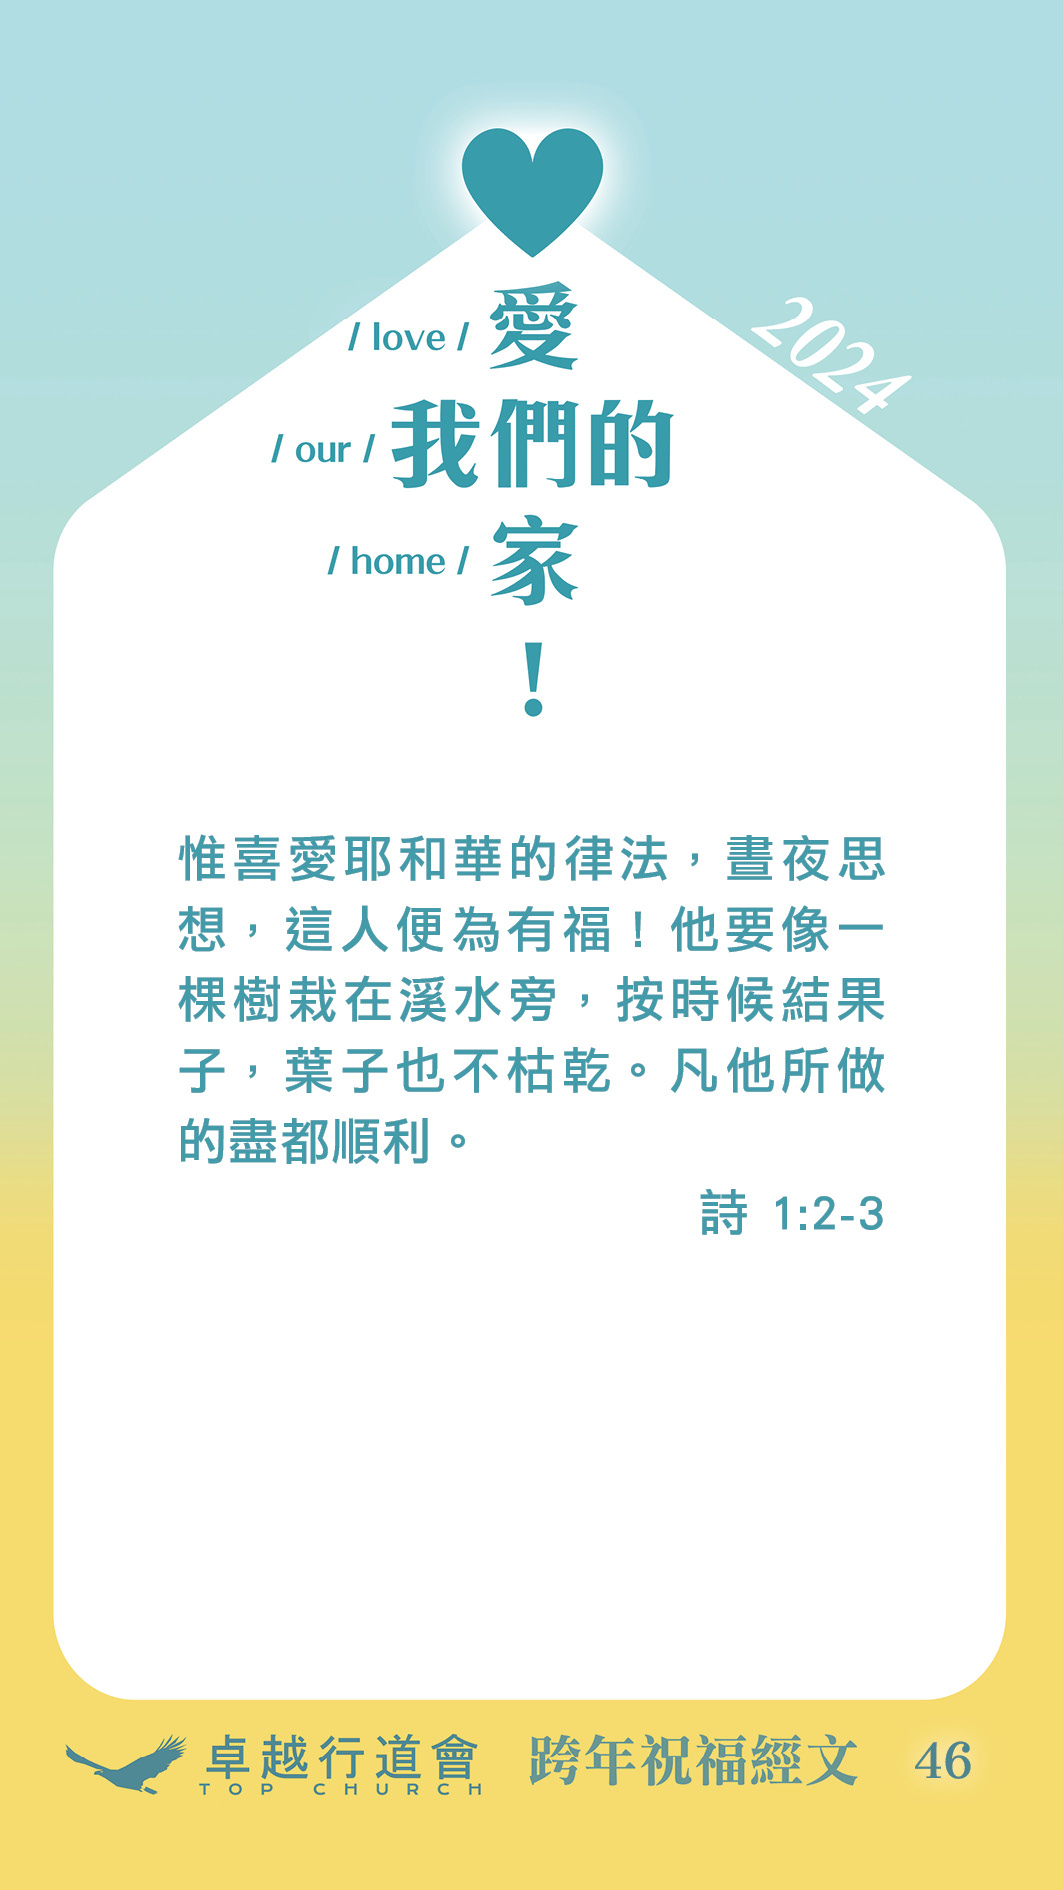 / love / 愛
2024
/ our / 我們的
/ home / 家
!
惟喜愛耶和華的律法，晝夜思
想，這人便為有福！他要像一
棵樹栽在溪水旁，按時候結果
子，葉子也不枯乾。凡他所做
的盡都順利。
詩 1:2-3
卓越行道會 跨年祝福經文 46
TOP CHURCH